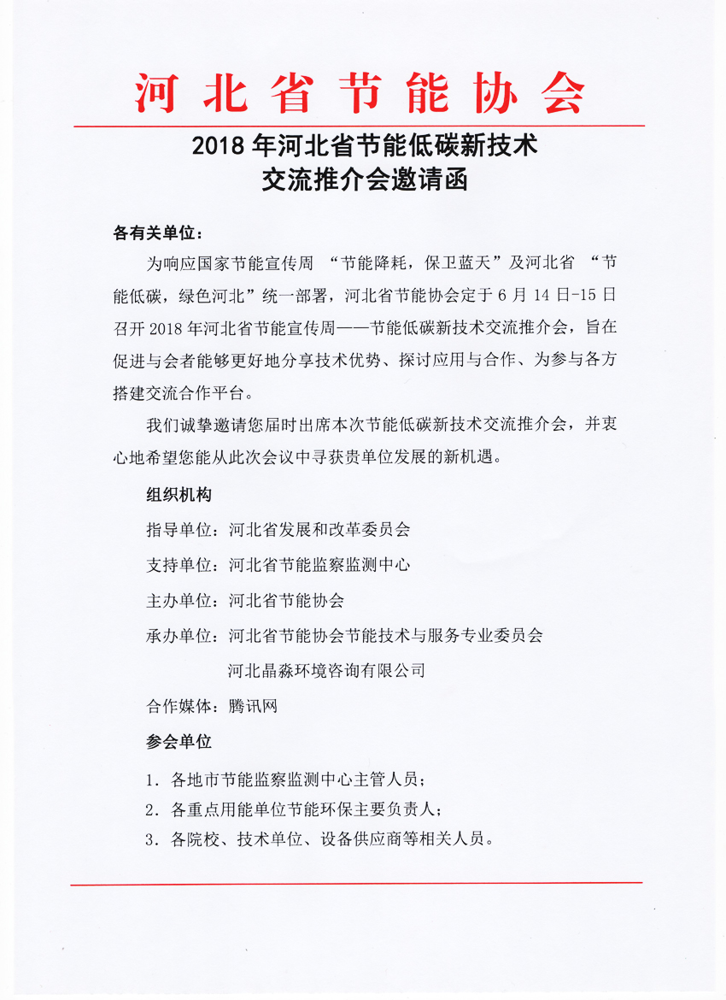 河北省节能协会
2018 年河北省节能低碳新技术
交流推介会邀请函
各有关单位：
为响应国家节能宣传周 “节能降耗，保卫蓝天”及河北省 “节
能低碳，绿色河北”统一部署，河北省节能协会定于 6 月 14 日-15 日
召开 2018 年河北省节能宣传周——节能低碳新技术交流推介会，旨在
促进与会者能够更好地分享技术优势、探讨应用与合作、为参与各方
搭建交流合作平台。
我们诚挚邀请您届时出席本次节能低碳新技术交流推介会，并衷
心地希望您能从此次会议中寻获贵单位发展的新机遇。
组织机构
指导单位：河北省发展和改革委员会
支持单位：河北省节能监察监测中心
主办单位：河北省节能协会
承办单位：河北省节能协会节能技术与服务专业委员会
河北晶淼环境咨询有限公司
合作媒体：腾讯网
参会单位
1. 各地市节能监察监测中心主管人员；
2. 各重点用能单位节能环保主要负责人；
3. 各院校、技术单位、设备供应商等相关人员。